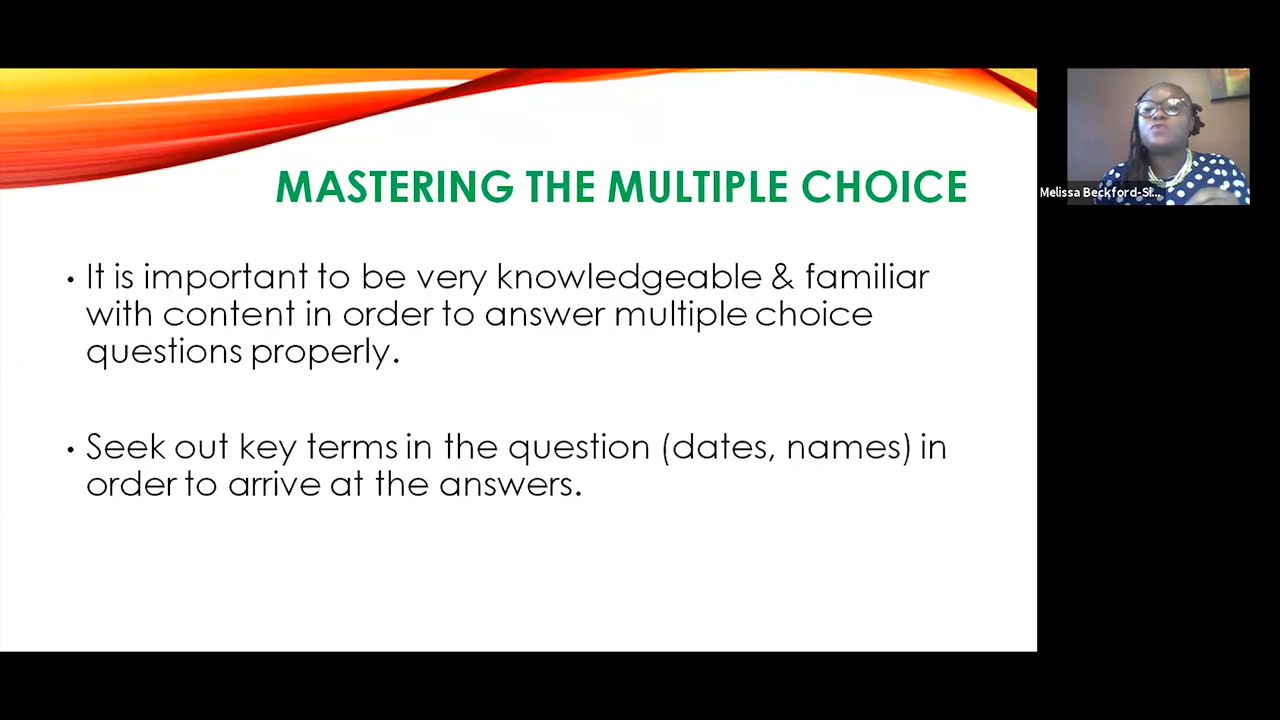 MASTERING THE MULTIPLE CHOICE
• It is important to be very knowledgeable & familiar
with content in order to answer multiple choice
questions properly.
• Seek out key terms in the question (dates, names) in
order to arrive at the answers.
Melissa Beckford-Si...